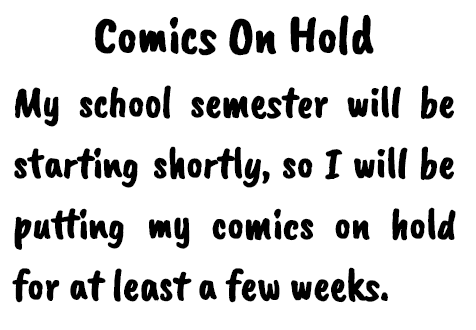 Comics On Hold
My school semester will be
starting shortly, so I will be
putting my comics on hold
for at least a few weeks.